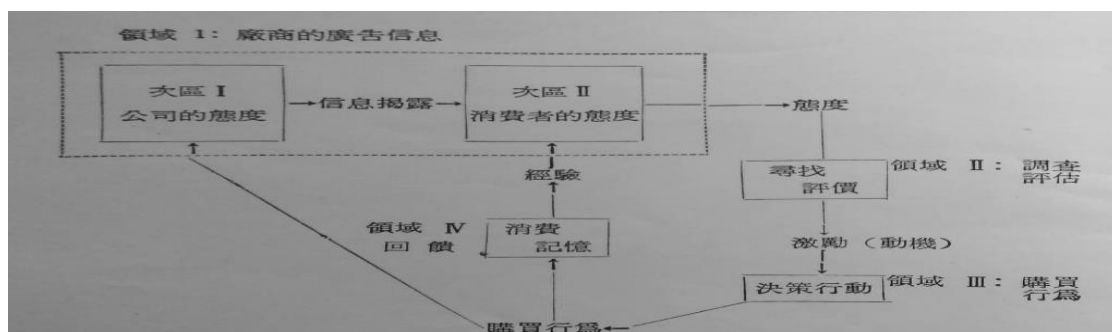 領域 1：廠商的廣告信息
次區 I
公司的態度
信息揭露
次區 II
消費者的態度
態度
尋找
評價
領域 II：調查
評估
經驗
領域 IV
回饋
消費
記憶
激勵（動機）
決策行動
領域 III：購買
行為
購買行為